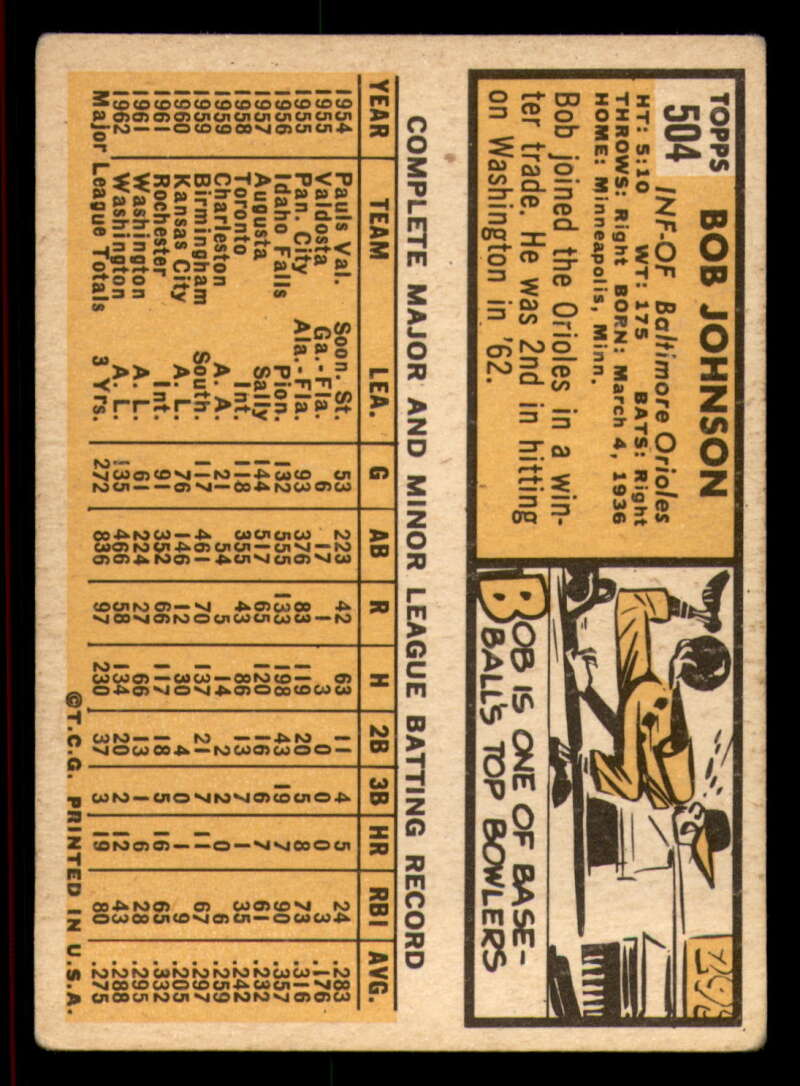 TOPPS
504
BOB JOHNSON
INF-OF Baltimore Orioles
HT: 5:10 WT: 175 BATS: Right
THROWS: Right BORN: March 4, 1936
HOME: Minneapolis, Minn.
Bob joined the Orioles in a win-
ter trade. He was 2nd in hitting
on Washington in '62.
BOB IS ONE OF BASE-
BALL'S TOP BOWLERS
COMPLETE MAJOR AND MINOR LEAGUE BATTING RECORD
YEAR TEAM LEA. G AB R H 2B 3B HR RBI AVG.
1954 Pauls Val. Soon. St. 53 223 42 63 11 4 5 24 .283
1955 Valdosta Ga.-Fla. 6 17 1 3 0 0 0 3 .176
1955 Pan. City Ala.-Fla. 93 376 83 119 20 5 8 73 .316
1956 Idaho Falls Pion. 132 555 133 198 43 19 7 90 .357
1957 Augusta Sally 144 517 65 120 16 6 7 61 .232
1958 Toronto Int. 118 355 43 86 13 7 1 35 .242
1959 Charleston A. A. 21 54 5 14 2 2 0 6 .259
1959 Birmingham South. 117 461 70 137 21 7 11 67 .297
1960 Kansas City A. L. 76 146 12 30 4 0 1 9 .205
1961 Rochester Int. 91 352 66 117 18 5 16 65 .332
1961 Washington A. L. 61 224 27 66 13 1 6 28 .295
1962 Washington A. L. 135 466 58 134 20 2 12 43 .288
Major League Totals 3 Yrs. 272 836 97 230 37 3 19 80 .275
©T.C.G. PRINTED IN U.S.A.